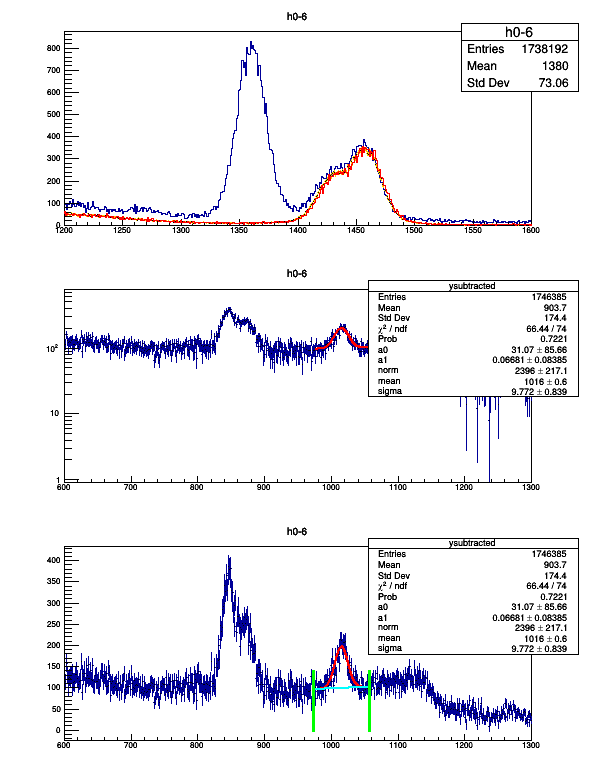 h0-6
h0-6
Entries 1738192
Mean 1380
Std Dev 73.06
800
700
600
500
400
300
200
100
0
1200 1250 1300 1350 1400 1450 1500 1550 1600
h0-6
ysubtracted
Entries 1746385
Mean 903.7
Std Dev 174.4
χ² / ndf 66.44 / 74
Prob 0.7221
a0 31.07 ± 85.66
a1 0.06681 ± 0.08385
norm 2396 ± 217.1
mean 1016 ± 0.6
sigma 9.772 ± 0.839
10²
10
1
600 700 800 900 1000 1100 1200 1300
h0-6
ysubtracted
Entries 1746385
Mean 903.7
Std Dev 174.4
χ² / ndf 66.44 / 74
Prob 0.7221
a0 31.07 ± 85.66
a1 0.06681 ± 0.08385
norm 2396 ± 217.1
mean 1016 ± 0.6
sigma 9.772 ± 0.839
400
350
300
250
200
150
100
50
0
600 700 800 900 1000 1100 1200 1300